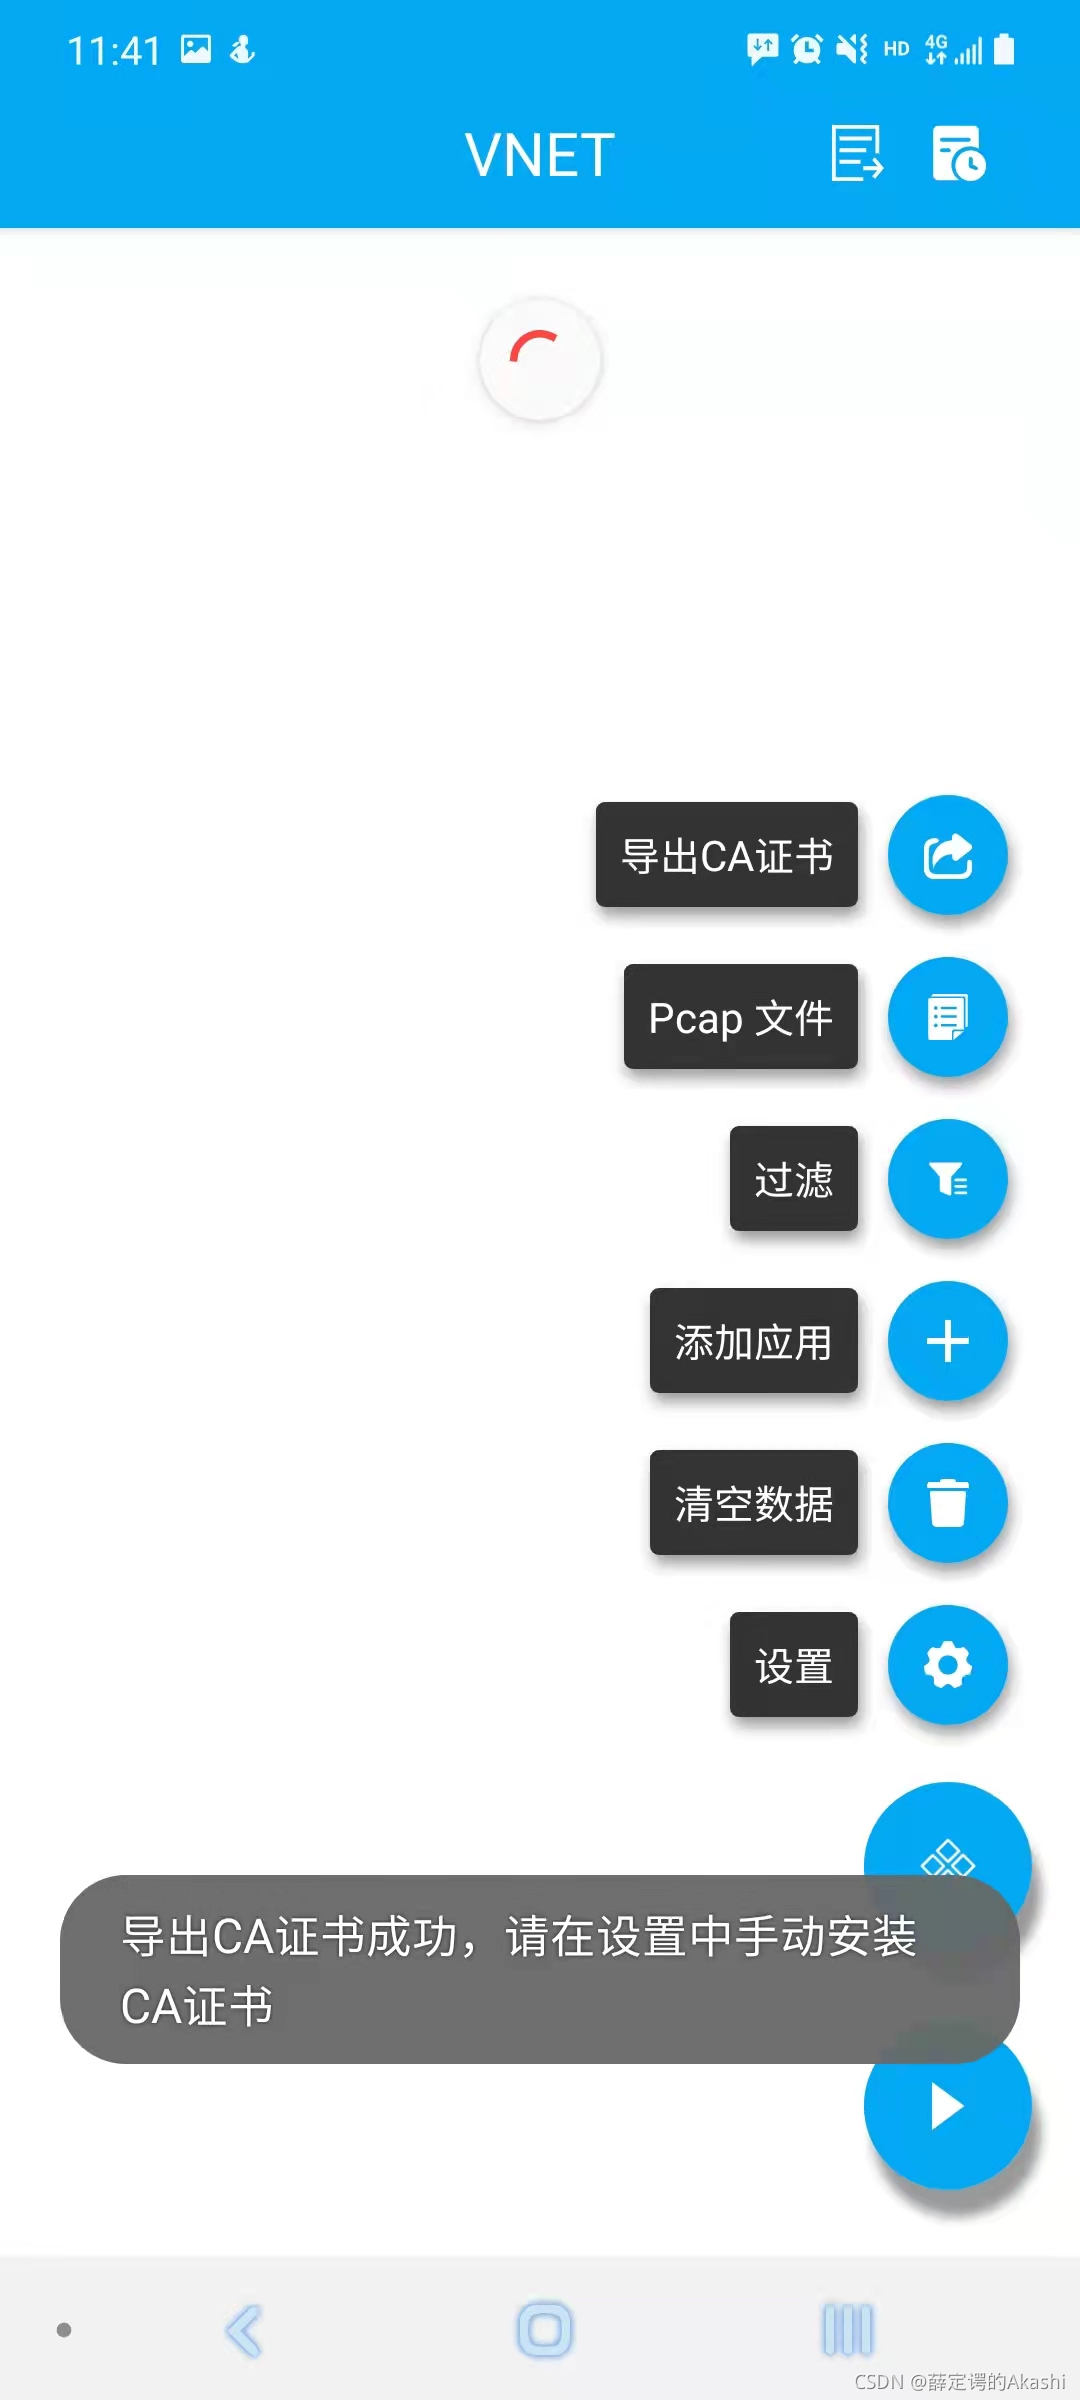 11:41
HD 4G
VNET
导出CA证书
Pcap 文件
过滤
添加应用
清空数据
设置
导出CA证书成功，请在设置中手动安装
CA证书
CSDN @薛定谔的Akashi